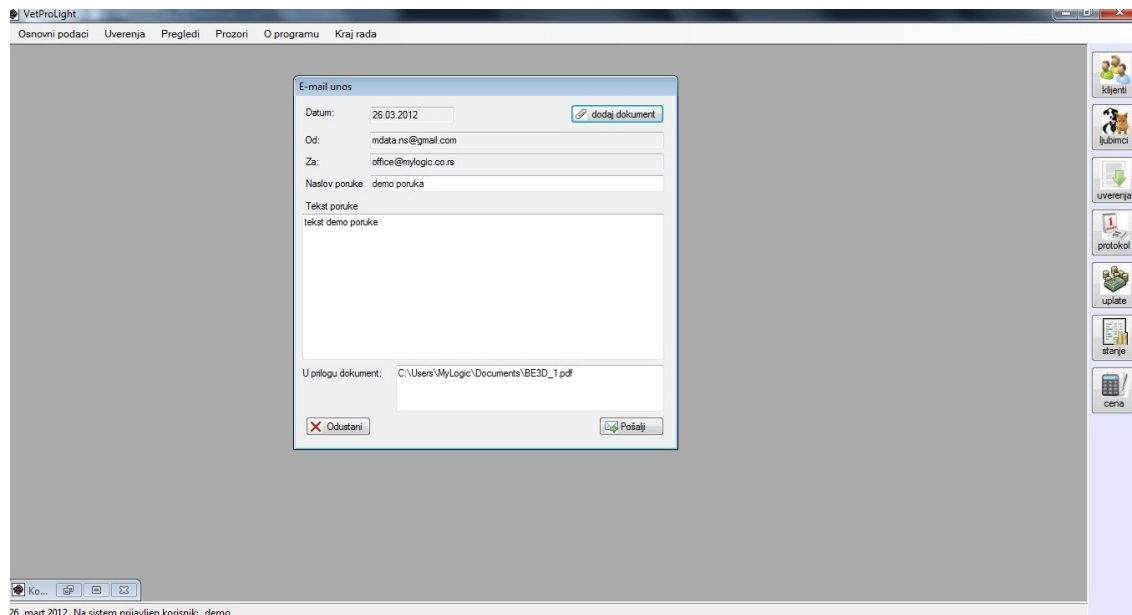 VetProLight
Osnovni podaci Uverenja Pregledi Prozori O programu Kraj rada
E-mail unos
Datum: 26.03.2012 dodaj dokument
Od: mdata.ns@gmail.com
Za: office@mylogic.co.rs
Naslov poruke demo poruka
Tekst poruke
tekst demo poruke
U prilogu dokument: C:\Users\MyLogic\Documents\BE3D_1.pdf
Odustani Pošalji
klijenti
ljubimci
uverenja
protokol
uplate
stanje
cena
Ko...
26. mart 2012 Na sistem prijavljen korisnik: demo